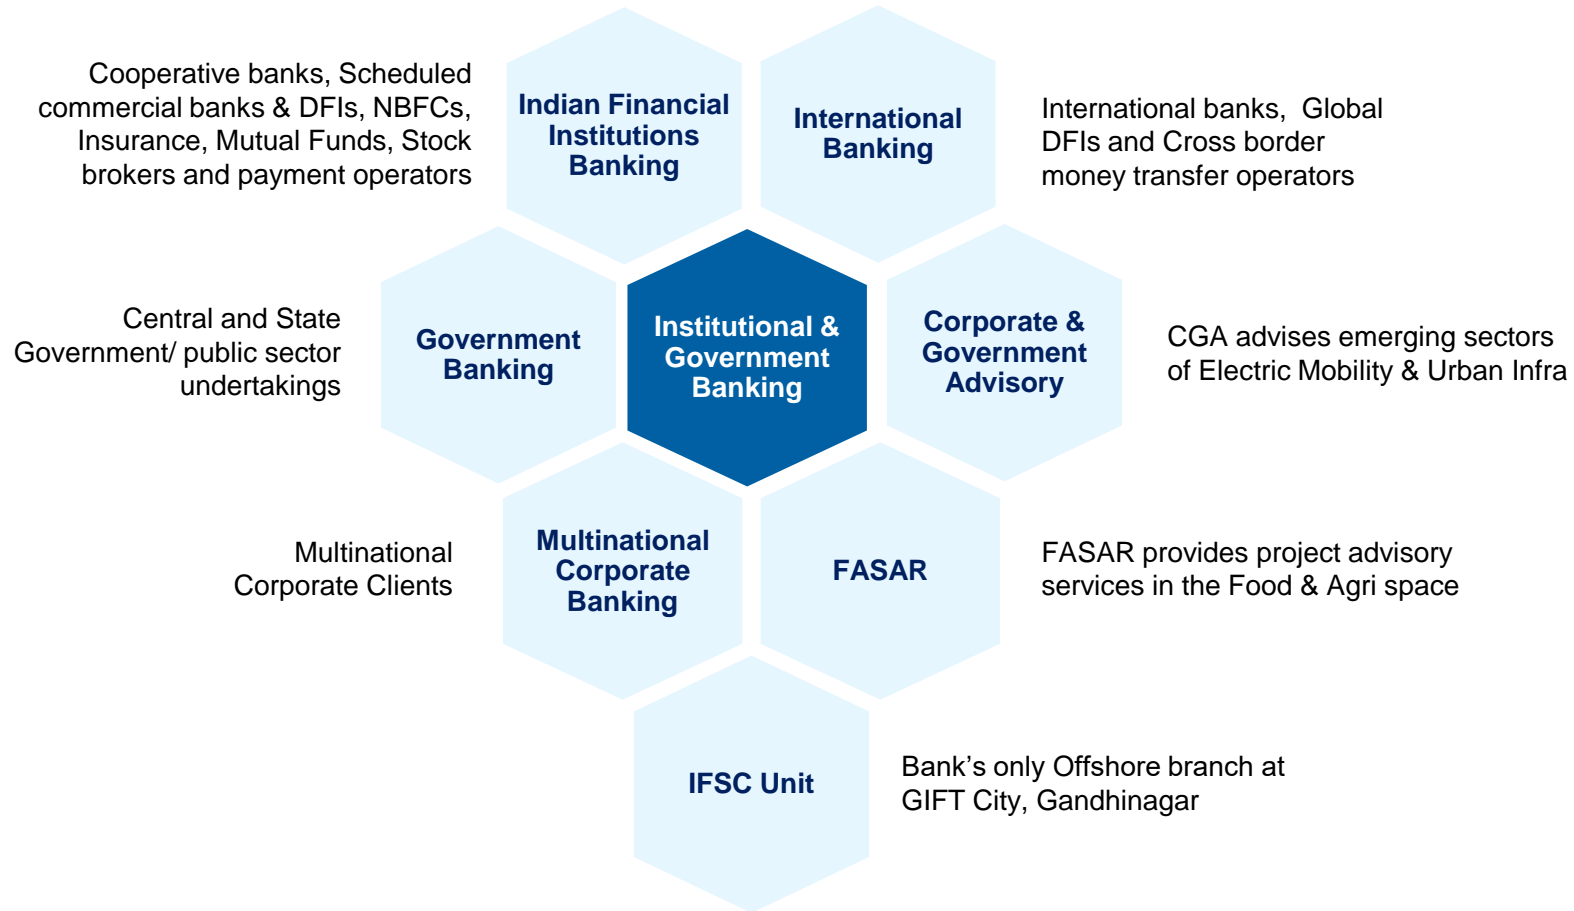 Cooperative banks, Scheduled
commercial banks & DFIs, NBFCs,
Insurance, Mutual Funds, Stock
brokers and payment operators
Indian Financial
Institutions
Banking
International
Banking
International banks,  Global
DFIs and Cross border
money transfer operators
Central and State
Government/ public sector
undertakings
Government
Banking
Institutional &
Government
Banking
Corporate &
Government
Advisory
CGA advises emerging sectors
of Electric Mobility & Urban Infra
Multinational
Corporate Clients
Multinational
Corporate
Banking
FASAR
FASAR provides project advisory
services in the Food & Agri space
IFSC Unit
Bank’s only Offshore branch at
GIFT City, Gandhinagar